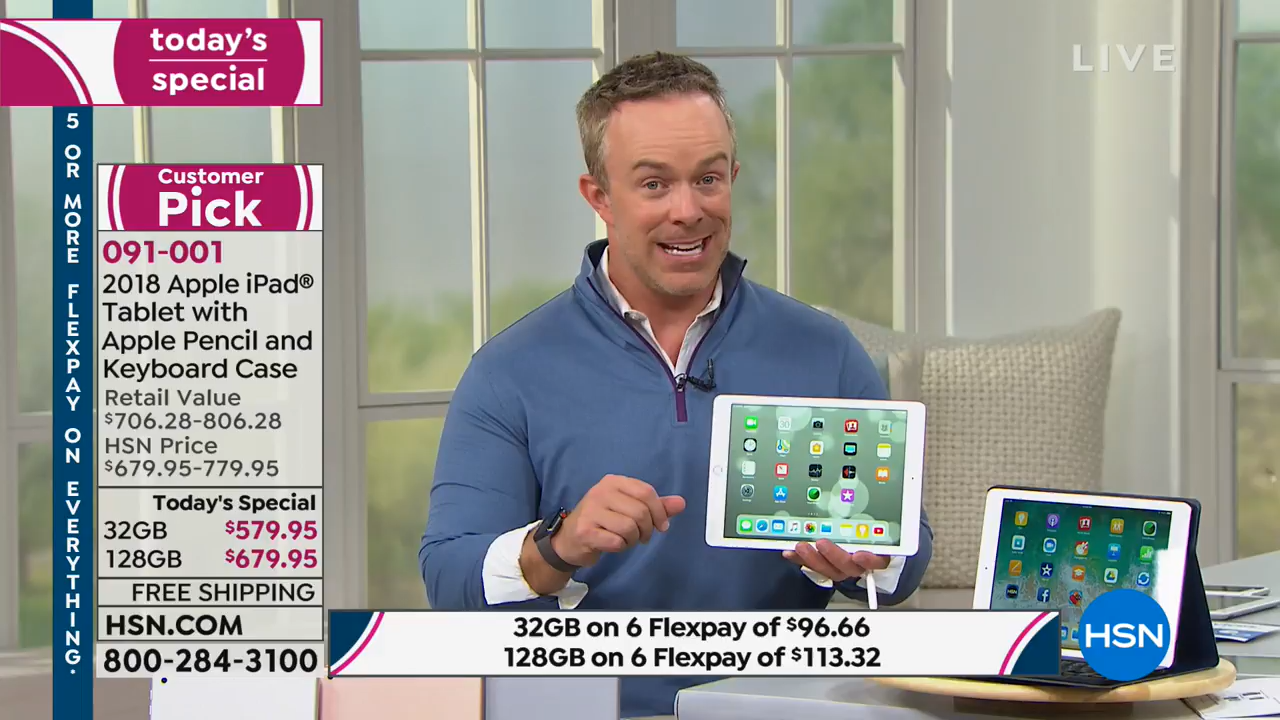 today's
special
LIVE
5 OR MORE FLEXPAY ON EVERYTHING.
Customer
Pick
091-001
2018 Apple iPad®
Tablet with
Apple Pencil and
Keyboard Case
Retail Value
$706.28-806.28
HSN Price
$679.95-779.95
Today's Special
32GB $579.95
128GB $679.95
FREE SHIPPING
HSN.COM
800-284-3100
32GB on 6 Flexpay of $96.66
128GB on 6 Flexpay of $113.32
HSN